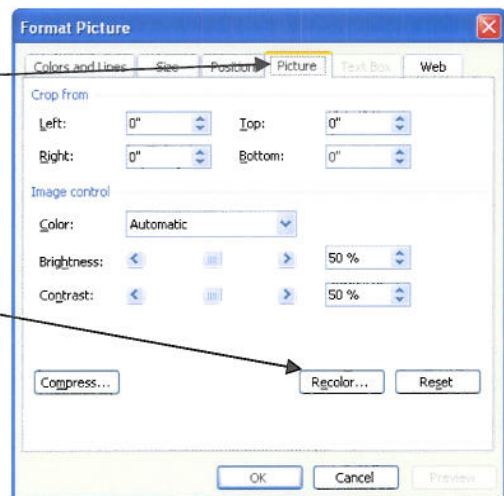 Format Picture
Colors and Lines Size Position Picture Text Box Web
Crop from
Left: 0" Top: 0"
Right: 0" Bottom: 0"
Image control
Color: Automatic
Brightness: 50 %
Contrast: 50 %
Compress... Recolor... Reset
OK Cancel Preview